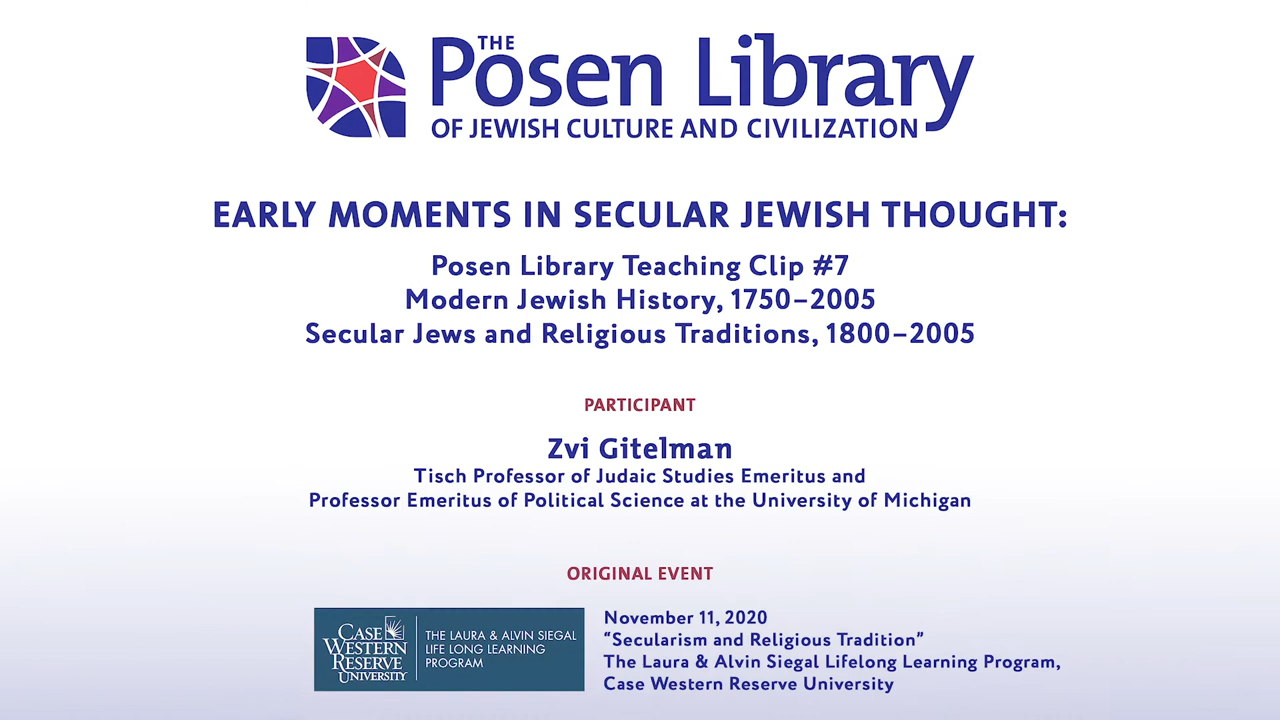 THE
Posen Library
OF JEWISH CULTURE AND CIVILIZATION
EARLY MOMENTS IN SECULAR JEWISH THOUGHT:
Posen Library Teaching Clip #7
Modern Jewish History, 1750–2005
Secular Jews and Religious Traditions, 1800–2005
PARTICIPANT
Zvi Gitelman
Tisch Professor of Judaic Studies Emeritus and
Professor Emeritus of Political Science at the University of Michigan
ORIGINAL EVENT
CASE
WESTERN
RESERVE
UNIVERSITY
THE LAURA & ALVIN SIEGAL
LIFE LONG LEARNING
PROGRAM
November 11, 2020
“Secularism and Religious Tradition”
The Laura & Alvin Siegal Lifelong Learning Program,
Case Western Reserve University